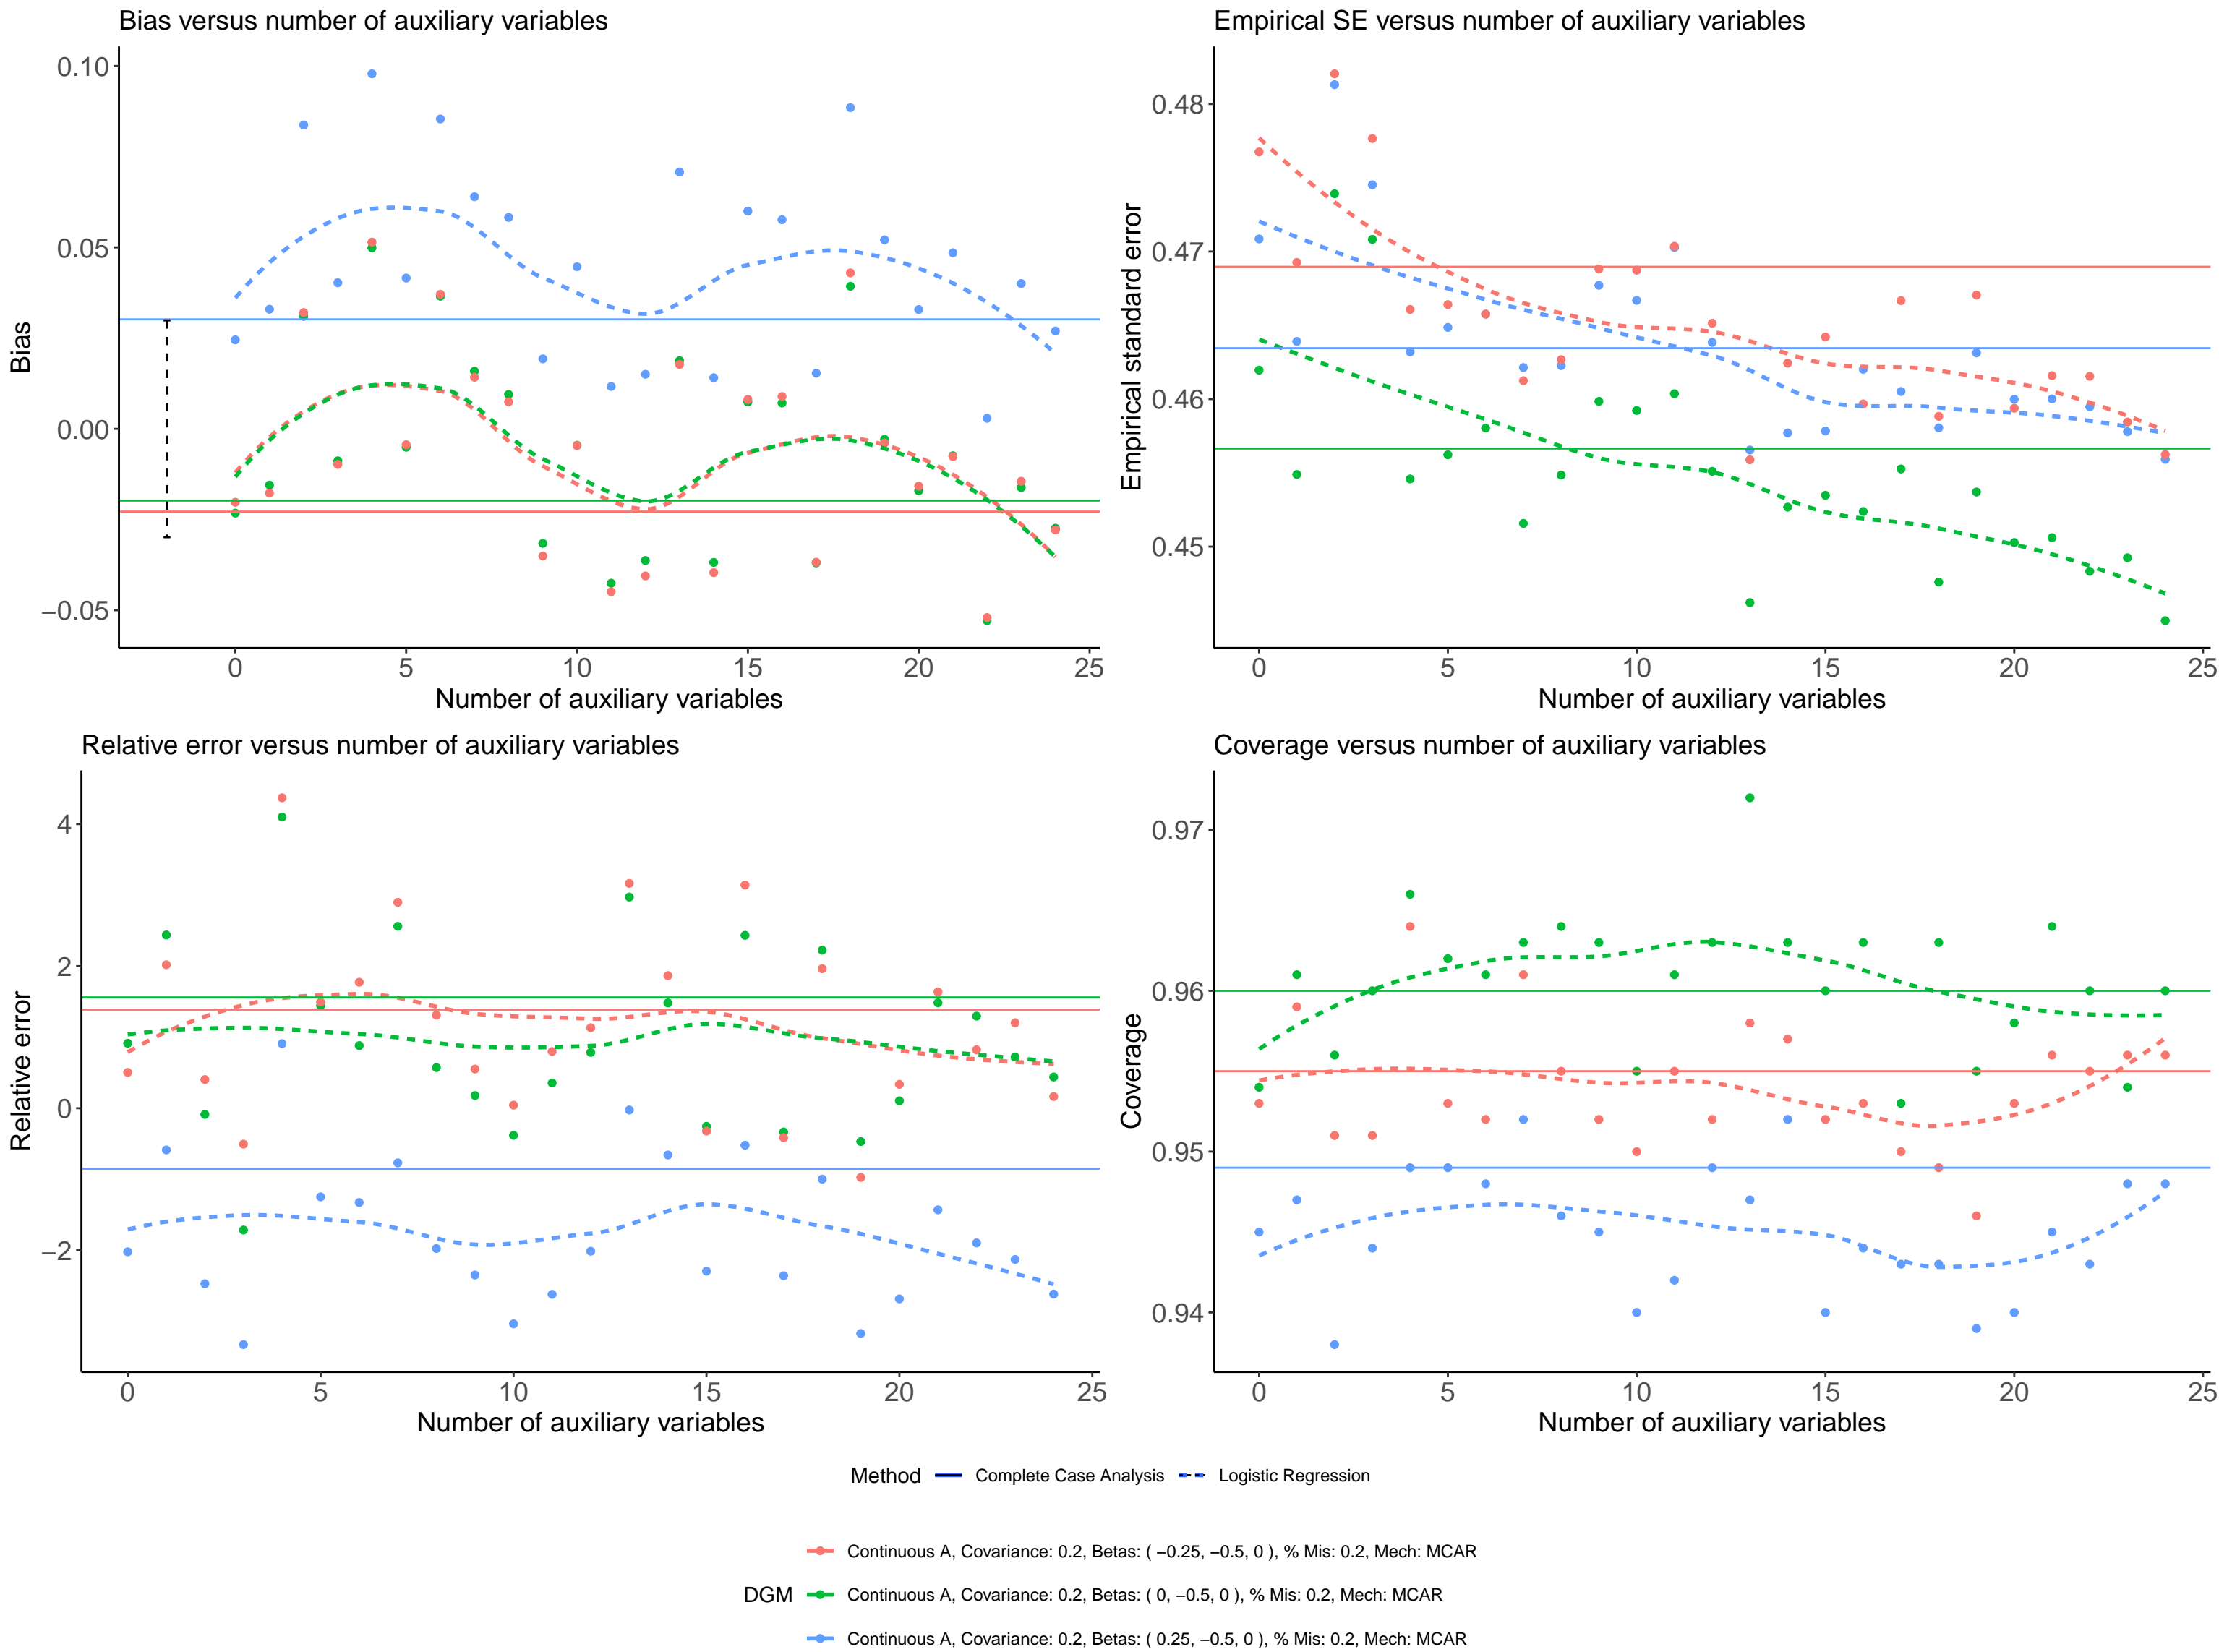 Bias versus number of auxiliary variables
0.10
0.05
0.00
−0.05
Bias
0 5 10 15 20 25
Number of auxiliary variables
Empirical SE versus number of auxiliary variables
0.48
0.47
0.46
0.45
Empirical standard error
0 5 10 15 20 25
Number of auxiliary variables
Relative error versus number of auxiliary variables
4
2
0
−2
Relative error
0 5 10 15 20 25
Number of auxiliary variables
Coverage versus number of auxiliary variables
0.97
0.96
0.95
0.94
Coverage
0 5 10 15 20 25
Number of auxiliary variables
Method Complete Case Analysis Logistic Regression
Continuous A, Covariance: 0.2, Betas: ( −0.25, −0.5, 0 ), % Mis: 0.2, Mech: MCAR
DGM Continuous A, Covariance: 0.2, Betas: ( 0, −0.5, 0 ), % Mis: 0.2, Mech: MCAR
Continuous A, Covariance: 0.2, Betas: ( 0.25, −0.5, 0 ), % Mis: 0.2, Mech: MCAR